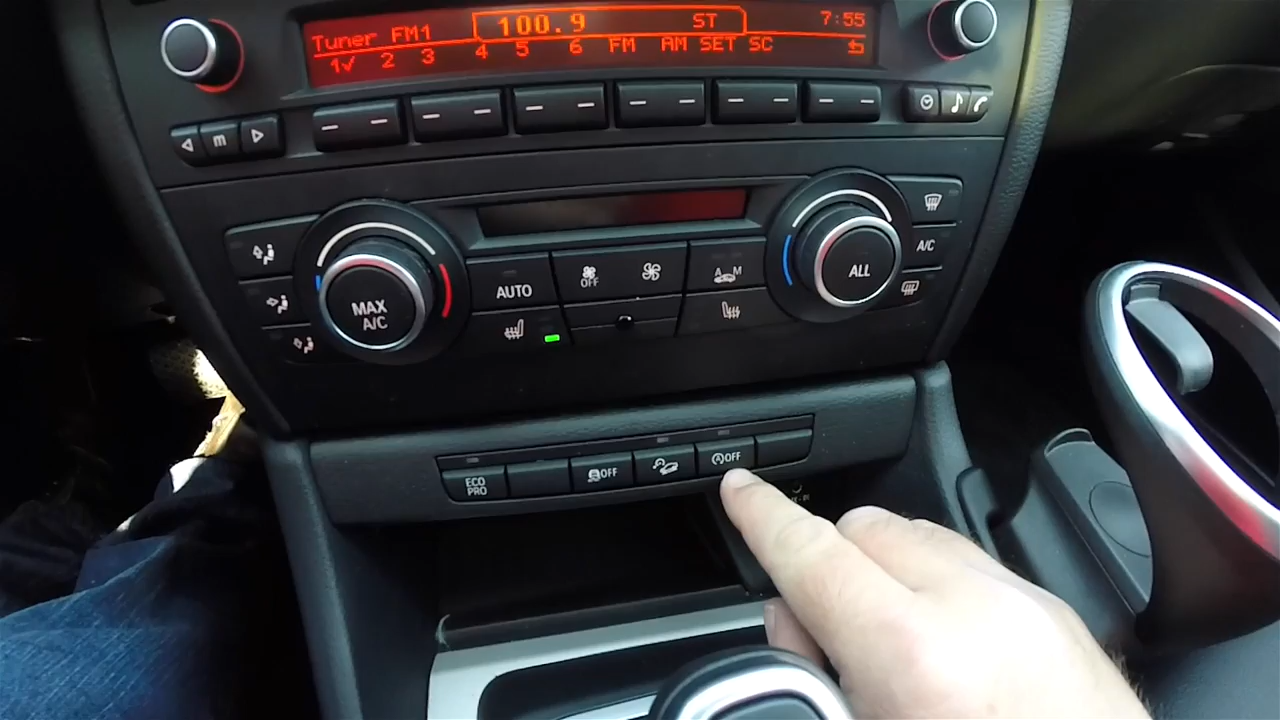 Tuner FM1 100.9 ST 7:55
1✓ 2 3 4 5 6 FM AM SET SC
m
MAX
A/C
AUTO
OFF
A M
ALL
A/C
ECO
PRO
OFF
A OFF